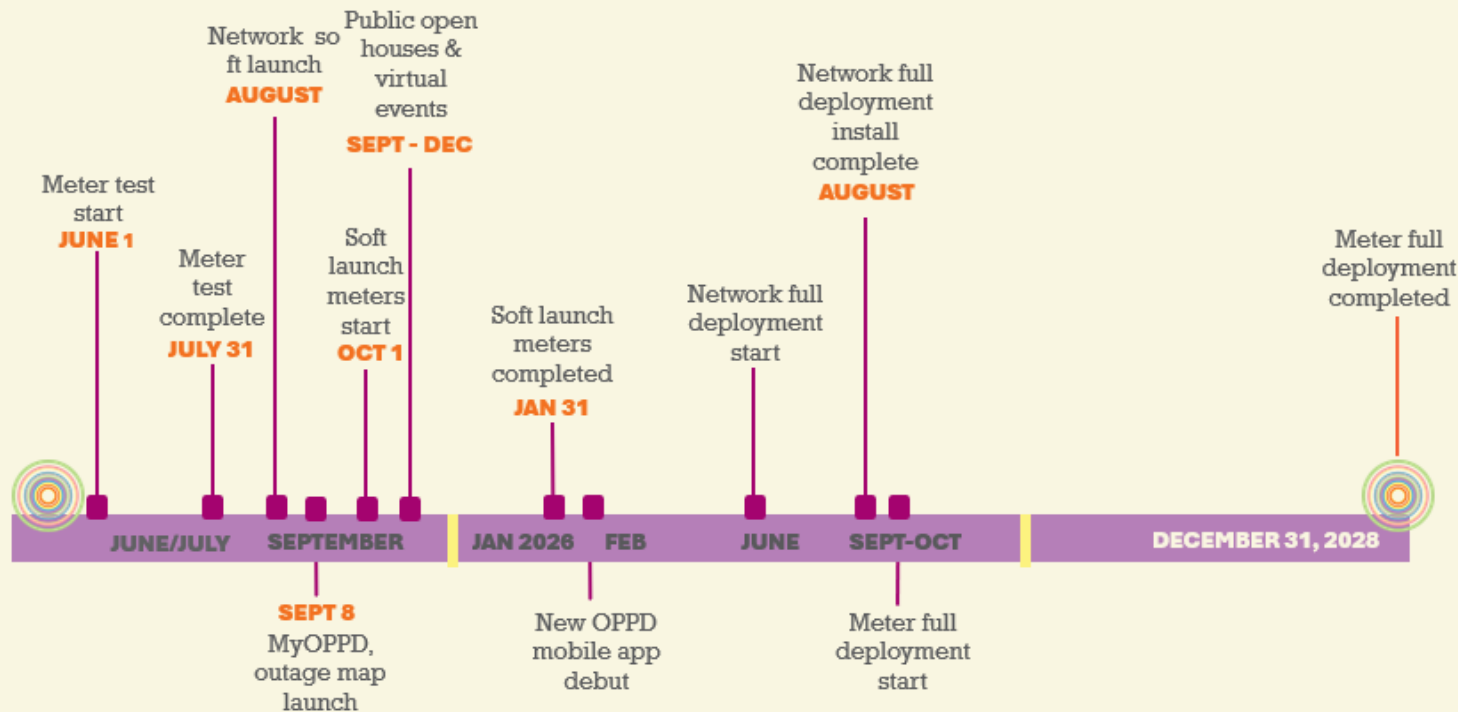 Meter test
start
JUNE 1
Meter
test
complete
JULY 31
Network so
ft launch
AUGUST
Public open
houses &
virtual
events
SEPT - DEC
Soft
launch
meters
start
OCT 1
Soft launch
meters
completed
JAN 31
Network full
deployment
start
Network full
deployment
install
complete
AUGUST
Meter full
deployment
completed
JUNE/JULY
SEPTEMBER
JAN 2026
FEB
JUNE
SEPT-OCT
DECEMBER 31, 2028
SEPT 8
MyOPPD,
outage map
launch
New OPPD
mobile app
debut
Meter full
deployment
start